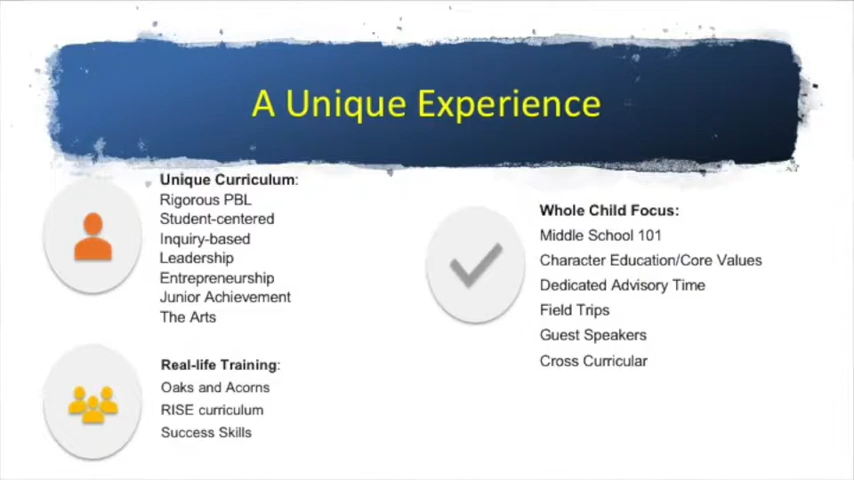 A Unique Experience
Unique Curriculum:
Rigorous PBL
Student-centered
Inquiry-based
Leadership
Entrepreneurship
Junior Achievement
The Arts
Real-life Training:
Oaks and Acorns
RISE curriculum
Success Skills
Whole Child Focus:
Middle School 101
Character Education/Core Values
Dedicated Advisory Time
Field Trips
Guest Speakers
Cross Curricular